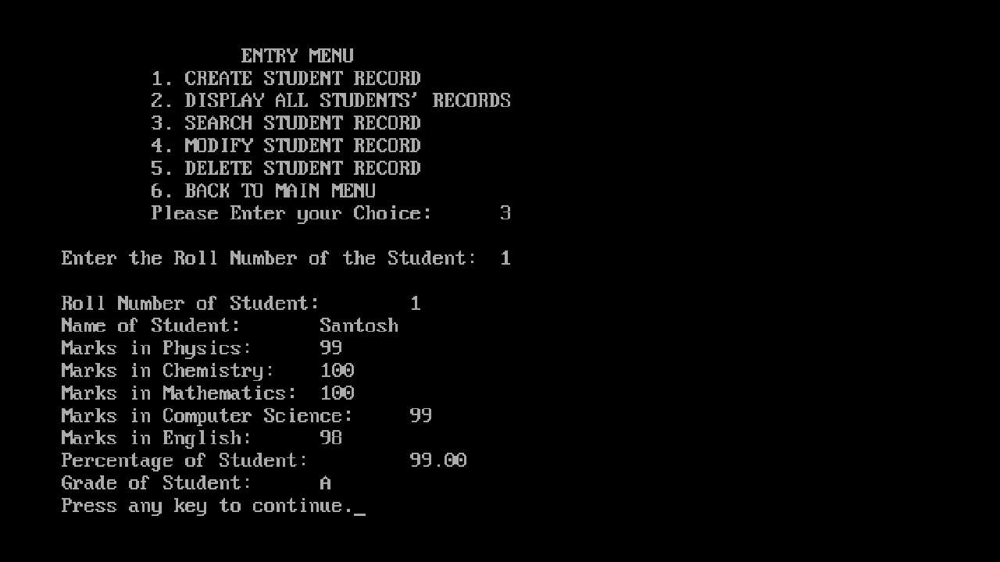 ENTRY MENU
1. CREATE STUDENT RECORD
2. DISPLAY ALL STUDENTS' RECORDS
3. SEARCH STUDENT RECORD
4. MODIFY STUDENT RECORD
5. DELETE STUDENT RECORD
6. BACK TO MAIN MENU
Please Enter your Choice: 3
Enter the Roll Number of the Student: 1
Roll Number of Student: 1
Name of Student: Santosh
Marks in Physics: 99
Marks in Chemistry: 100
Marks in Mathematics: 100
Marks in Computer Science: 99
Marks in English: 98
Percentage of Student: 99.00
Grade of Student: A
Press any key to continue._